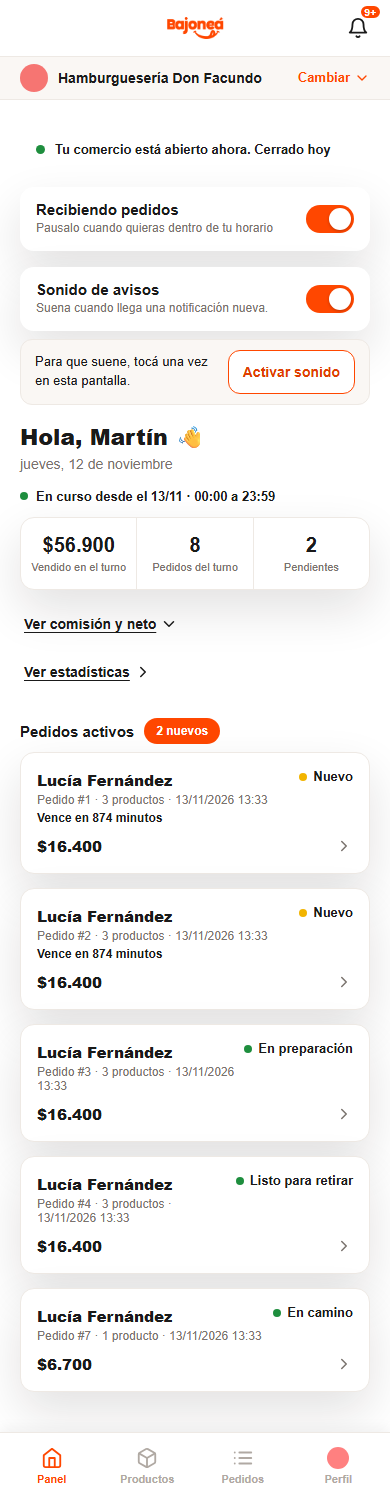 Bajoneá
9+
Hamburguesería Don Facundo
Cambiar
Tu comercio está abierto ahora. Cerrado hoy
Recibiendo pedidos
Pausalo cuando quieras dentro de tu horario
Sonido de avisos
Suena cuando llega una notificación nueva.
Para que suene, tocá una vez
en esta pantalla.
Activar sonido
Hola, Martín 👋
jueves, 12 de noviembre
En curso desde el 13/11 · 00:00 a 23:59
$56.900
Vendido en el turno
8
Pedidos del turno
2
Pendientes
Ver comisión y neto
Ver estadísticas
Pedidos activos
2 nuevos
Lucía Fernández
Nuevo
Pedido #1 · 3 productos · 13/11/2026 13:33
Vence en 874 minutos
$16.400
Lucía Fernández
Nuevo
Pedido #2 · 3 productos · 13/11/2026 13:33
Vence en 874 minutos
$16.400
Lucía Fernández
En preparación
Pedido #3 · 3 productos · 13/11/2026
13:33
$16.400
Lucía Fernández
Listo para retirar
Pedido #4 · 3 productos ·
13/11/2026 13:33
$16.400
Lucía Fernández
En camino
Pedido #7 · 1 producto · 13/11/2026 13:33
$6.700
Panel
Productos
Pedidos
Perfil